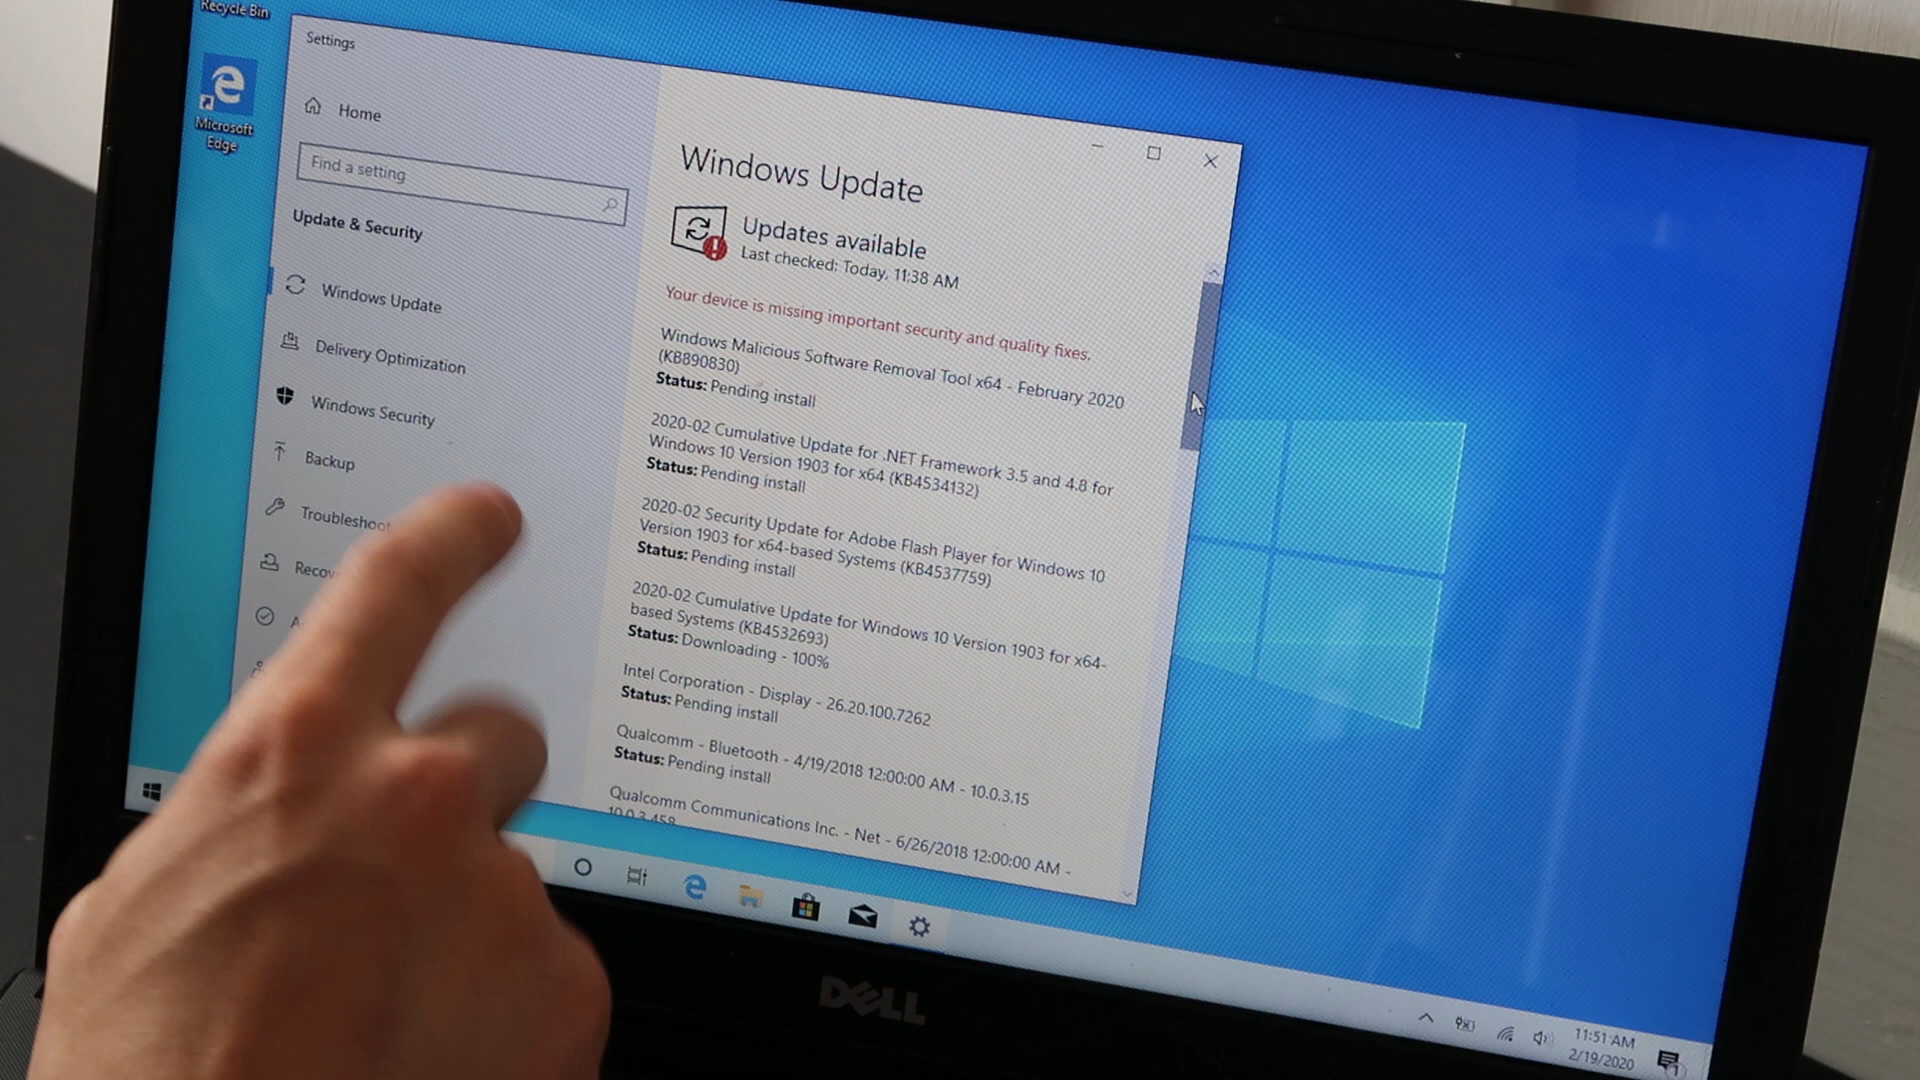 Recycle Bin
Microsoft
Edge
Settings
Home
Find a setting
Update & Security
Windows Update
Delivery Optimization
Windows Security
Backup
Windows Update
Updates available
Last checked: Today, 11:38 AM
Your device is missing important security and quality fixes.
Windows Malicious Software Removal Tool x64 - February 2020
(KB890830)
Status: Pending install
2020-02 Cumulative Update for .NET Framework 3.5 and 4.8 for
Windows 10 Version 1903 for x64 (KB4534132)
Status: Pending install
2020-02 Security Update for Adobe Flash Player for Windows 10
Version 1903 for x64-based Systems (KB4537759)
Status: Pending install
2020-02 Cumulative Update for Windows 10 Version 1903 for x64-
based Systems (KB4532693)
Status: Downloading - 100%
Intel Corporation - Display - 26.20.100.7262
Status: Pending install
Qualcomm - Bluetooth - 4/19/2018 12:00:00 AM - 10.0.3.15
Status: Pending install
Qualcomm Communications Inc. - Net - 6/26/2018 12:00:00 AM -
10.0.3.458
11:51 AM
2/19/2020
DELL